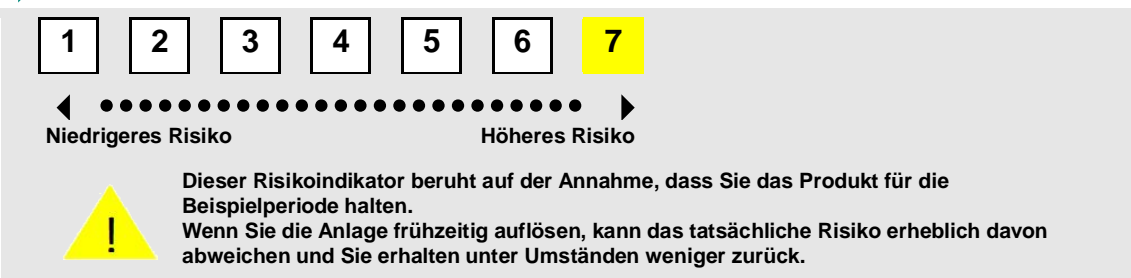 1 2 3 4 5 6 7
Niedrigeres Risiko Höheres Risiko
!
Dieser Risikoindikator beruht auf der Annahme, dass Sie das Produkt für die
Beispielperiode halten.
Wenn Sie die Anlage frühzeitig auflösen, kann das tatsächliche Risiko erheblich davon
abweichen und Sie erhalten unter Umständen weniger zurück.